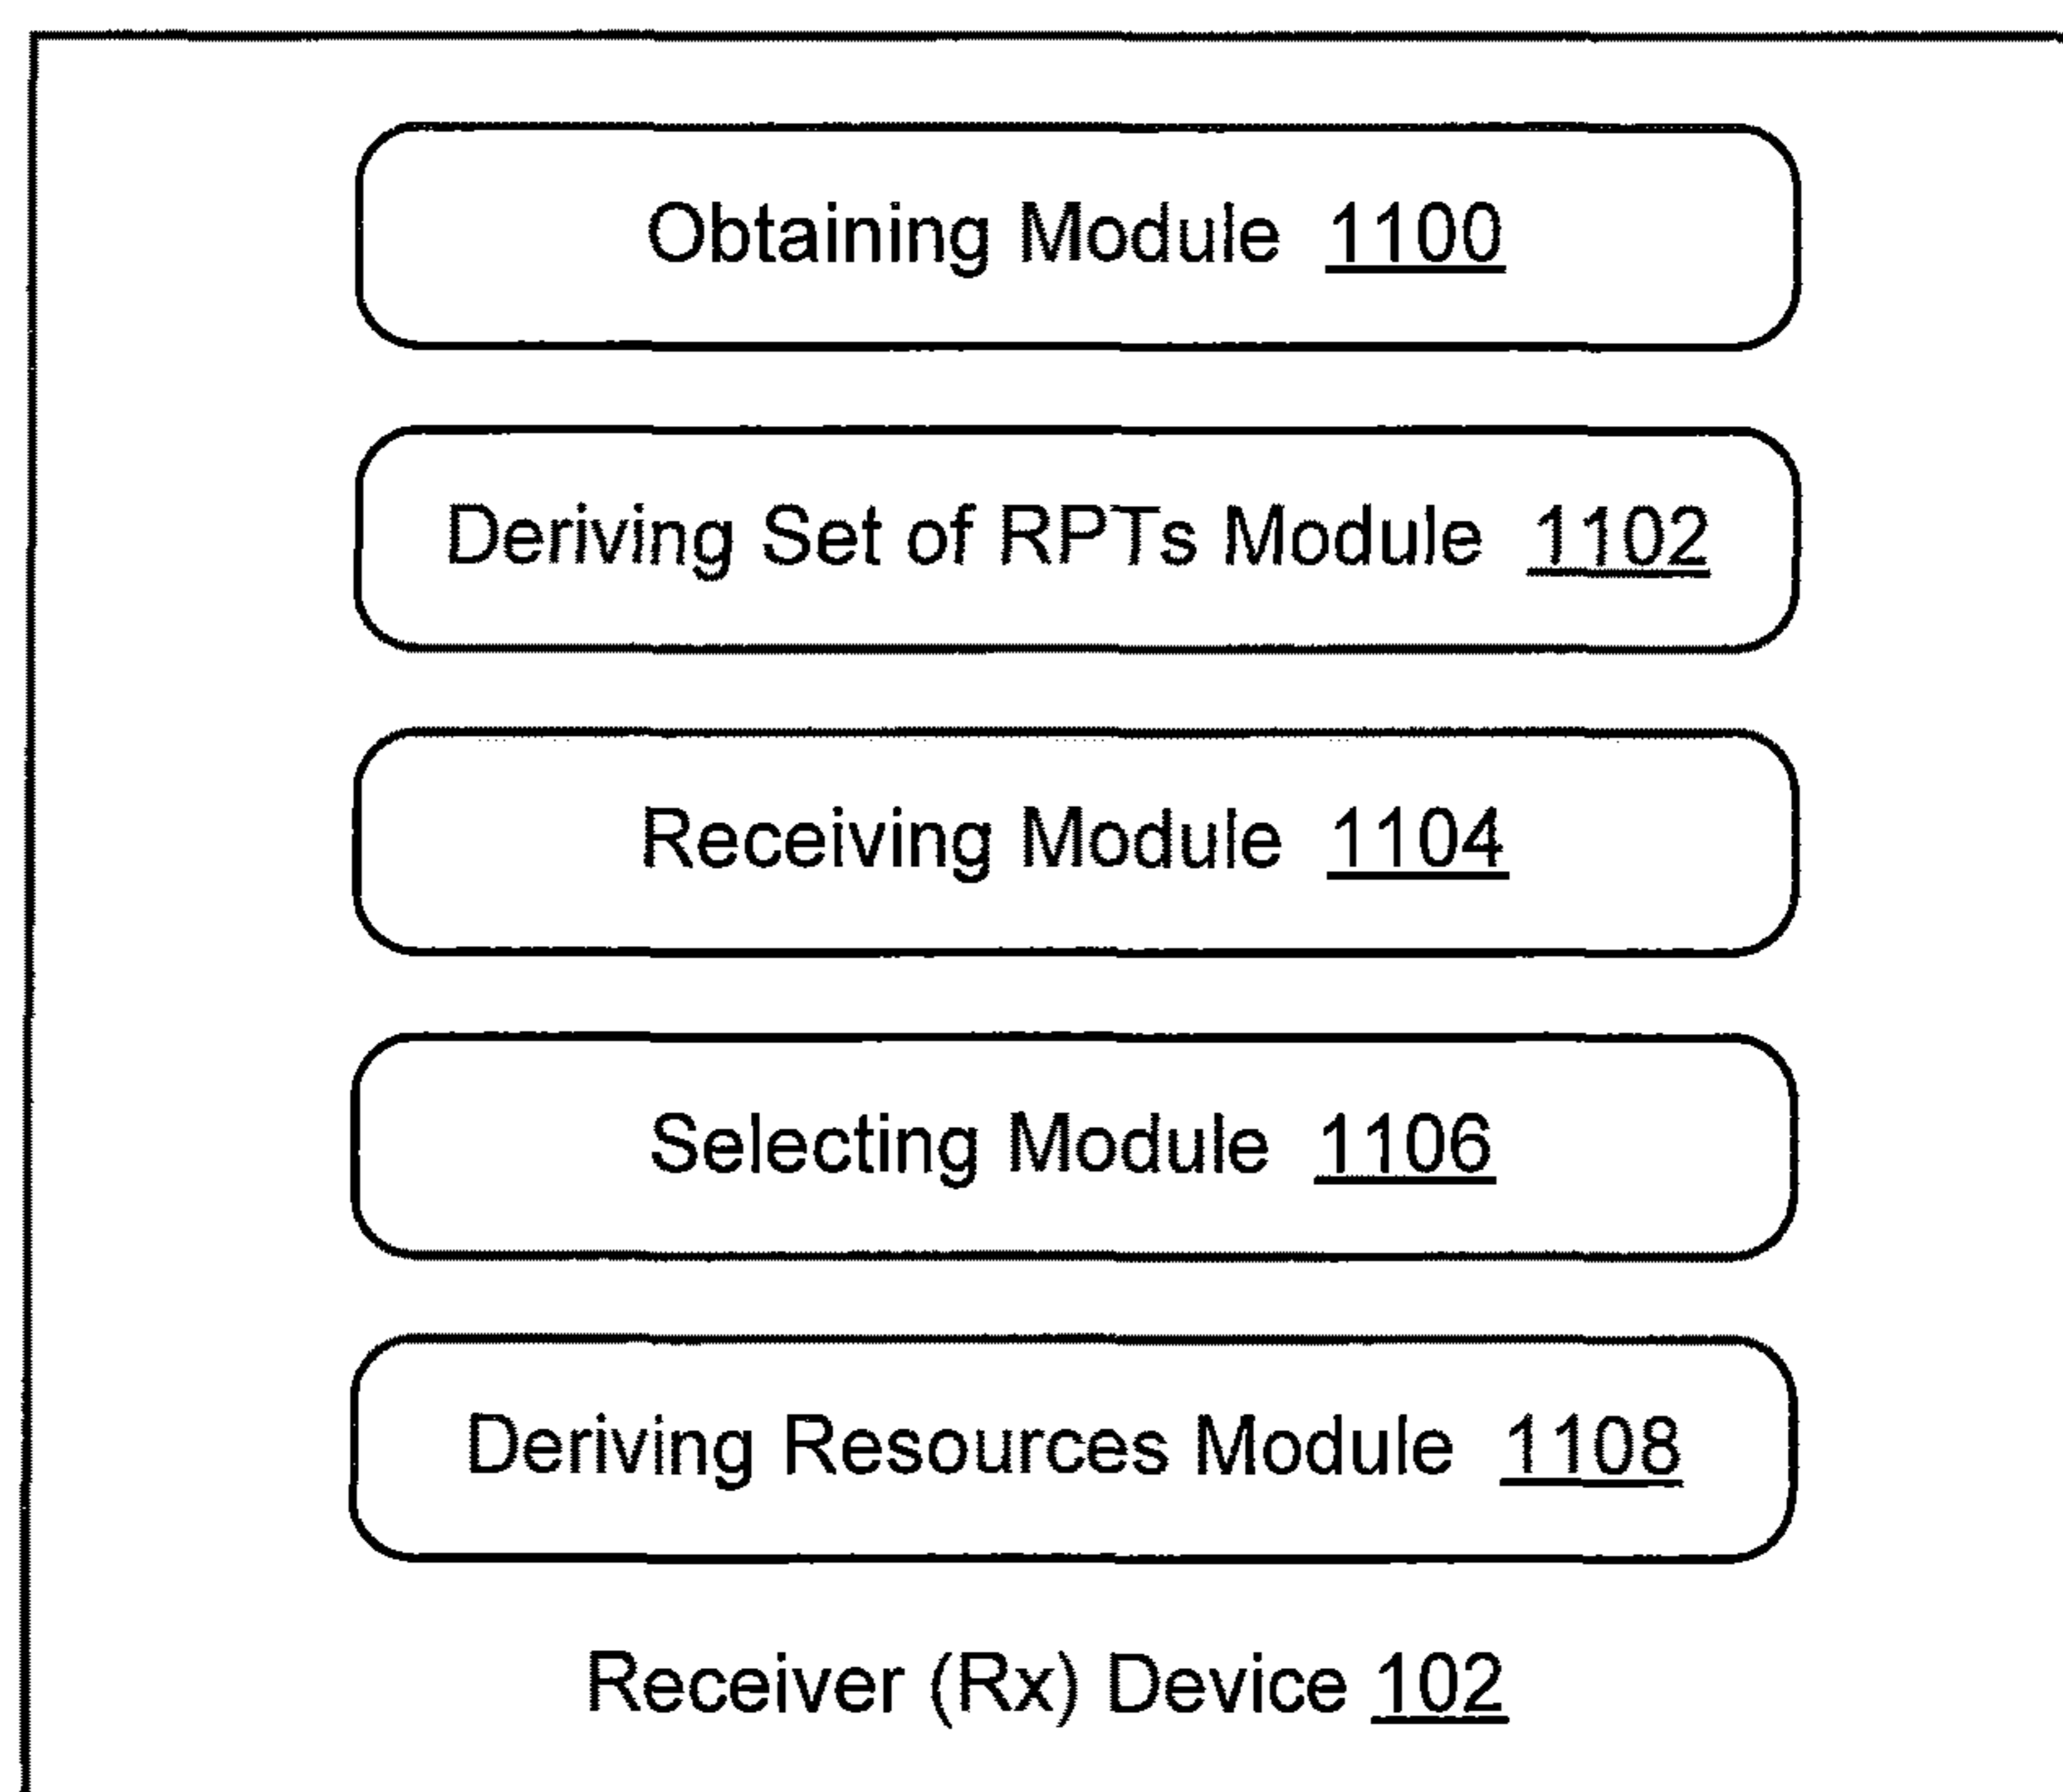 Obtaining Module 1100
Deriving Set of RPTs Module 1102
Receiving Module 1104
Selecting Module 1106
Deriving Resources Module 1108
Receiver (Rx) Device 102